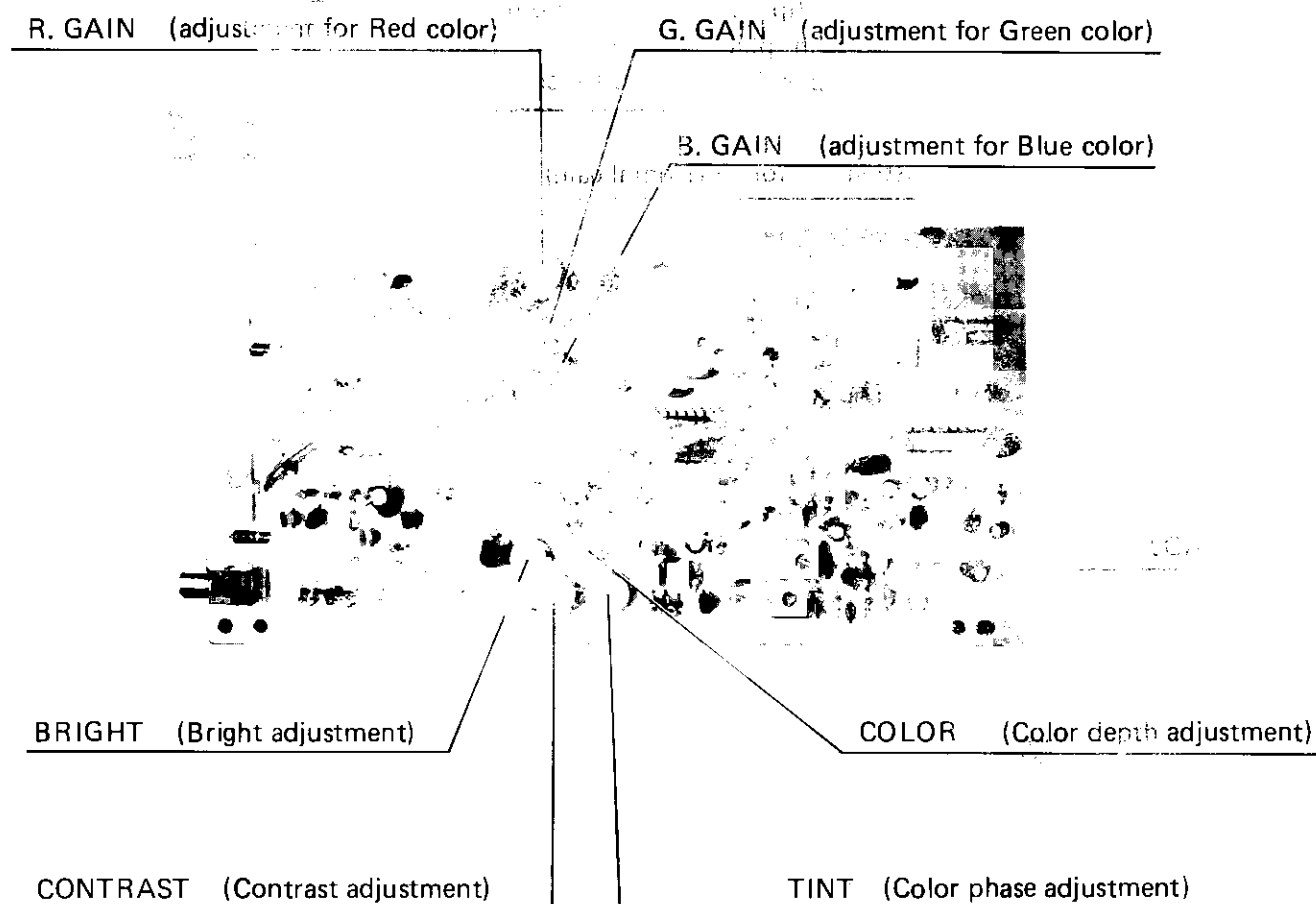 R. GAIN (adjustment for Red color)
G. GAIN (adjustment for Green color)
B. GAIN (adjustment for Blue color)
BRIGHT (Bright adjustment)
COLOR (Color depth adjustment)
CONTRAST (Contrast adjustment)
TINT (Color phase adjustment)